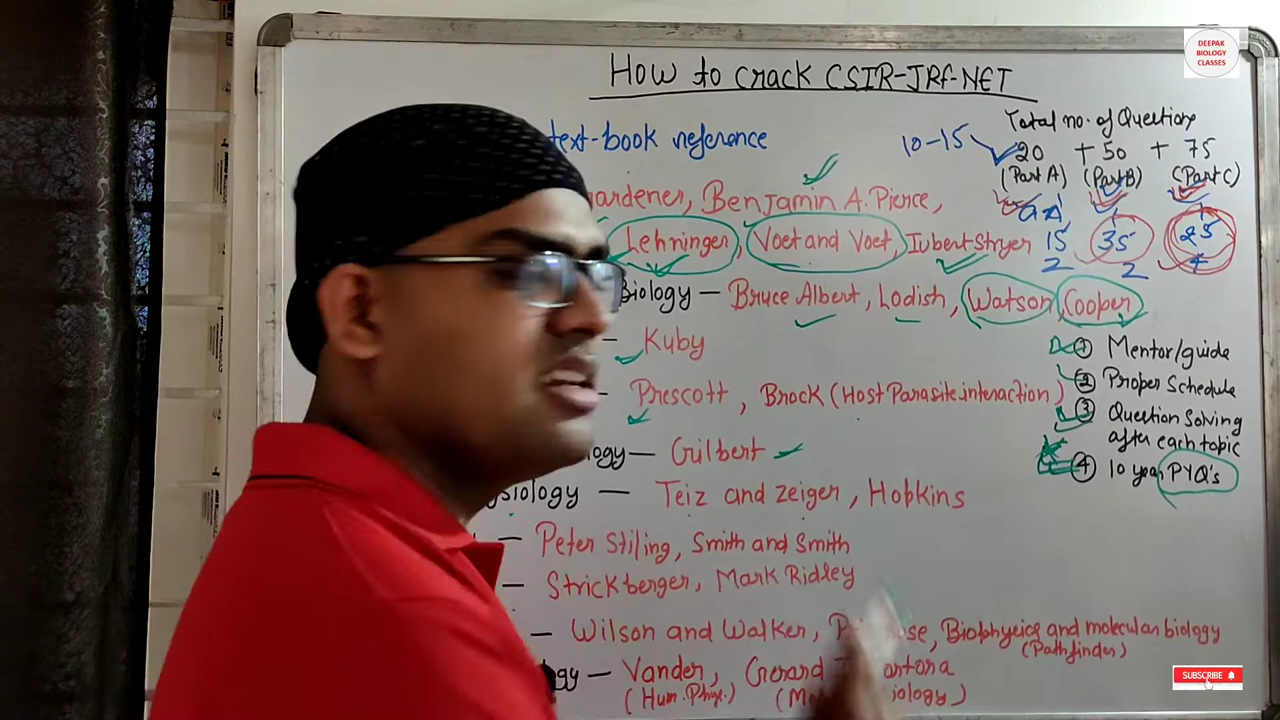 DEEPAK
BIOLOGY
CLASSES
How to crack CSIR-JRF-NET
Total no. of Questions
text-book reference
10-15 20 + 50 + 75
(Part A) (Part B) (Part C)
Benjamin A. Pierce,
Lehninger, Voet and Voet, Lubert Stryer
15 35 25
2 2 4
Biology — Bruce Albert, Lodish, Watson, Cooper
— Kuby
① Mentor/guide
② Proper Schedule
— Prescott, Brock (Host Parasite interaction)
③ Question Solving
after each topic
— Gilbert
④ 10 year PYQ's
— Teiz and zeiger, Hopkins
— Peter Stiling, Smith and Smith
— Strickberger, Mark Ridley
— Wilson and Walker, Biophysics and molecular biology
(Pathfinder)
— Vander, Gerard
(Hum. Phys.)
SUBSCRIBE